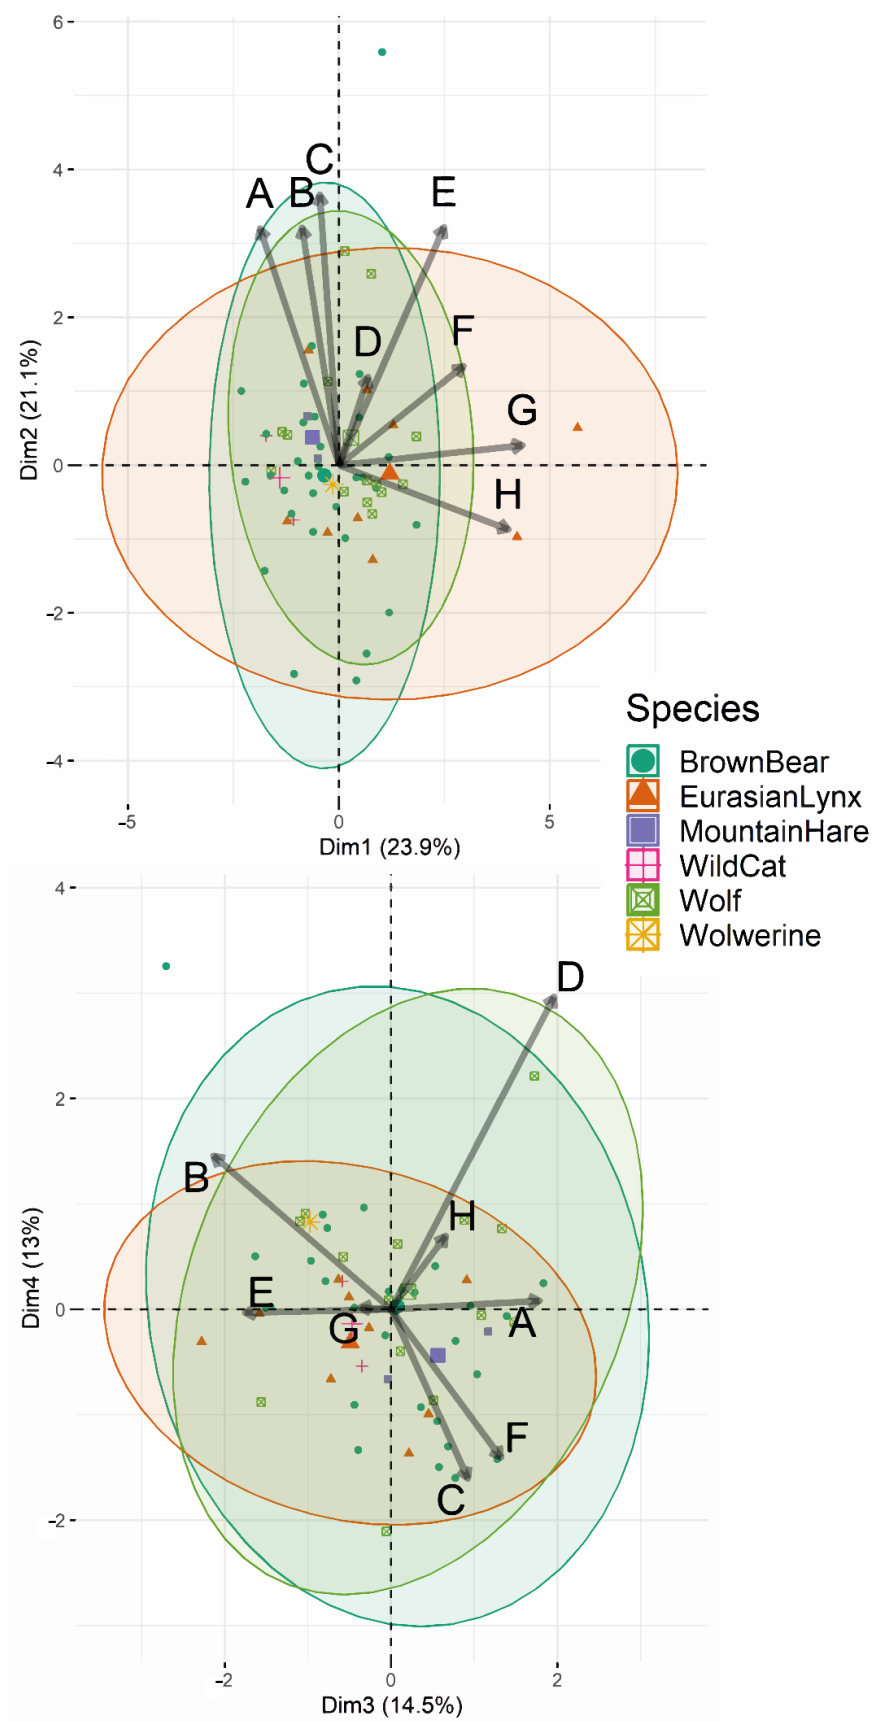 6
4
2
0
−2
−4
Dim2 (21.1%)
A
B
C
E
D
F
G
H
−5
0
5
Dim1 (23.9%)
Species
BrownBear
EurasianLynx
MountainHare
WildCat
Wolf
Wolwerine
4
2
0
−2
Dim4 (13%)
D
B
H
E
G
A
F
C
−2
0
2
Dim3 (14.5%)